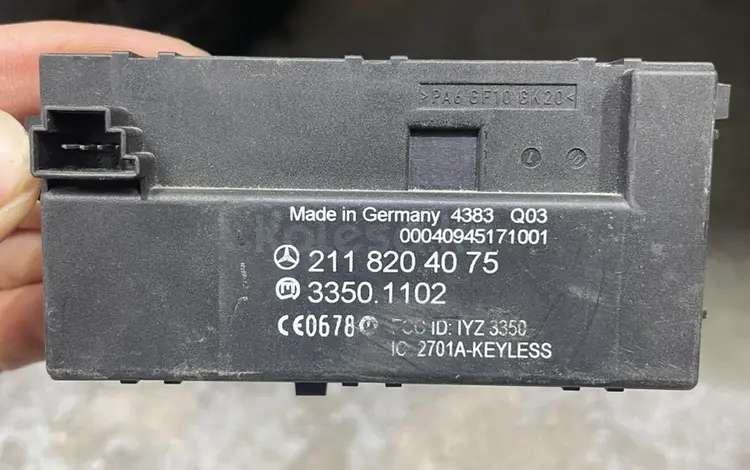 >PA6 GF10 GK20<
Made in Germany 4383 Q03
00040945171001
211 820 40 75
3350.1102
CE0678 FCC ID: IYZ 3350
IC 2701A-KEYLESS